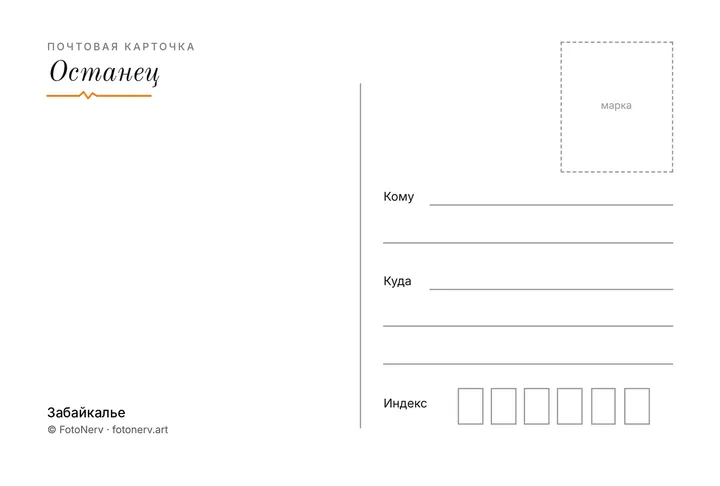 ПОЧТОВАЯ КАРТОЧКА
Останец
марка
Кому
Куда
Индекс
Забайкалье
© FotoNerv · fotonerv.art